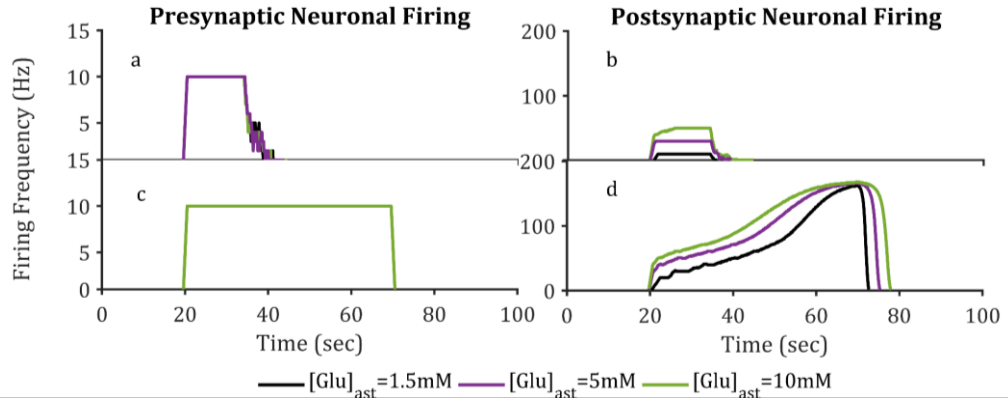 Presynaptic Neuronal Firing
Postsynaptic Neuronal Firing
Firing Frequency (Hz)
15
10
5
a
200
100
0
b
15
10
5
0
c
0 20 40 60 80 100
Time (sec)
200
100
0
d
0 20 40 60 80 100
Time (sec)
[Glu]ast=1.5mM [Glu]ast=5mM [Glu]ast=10mM